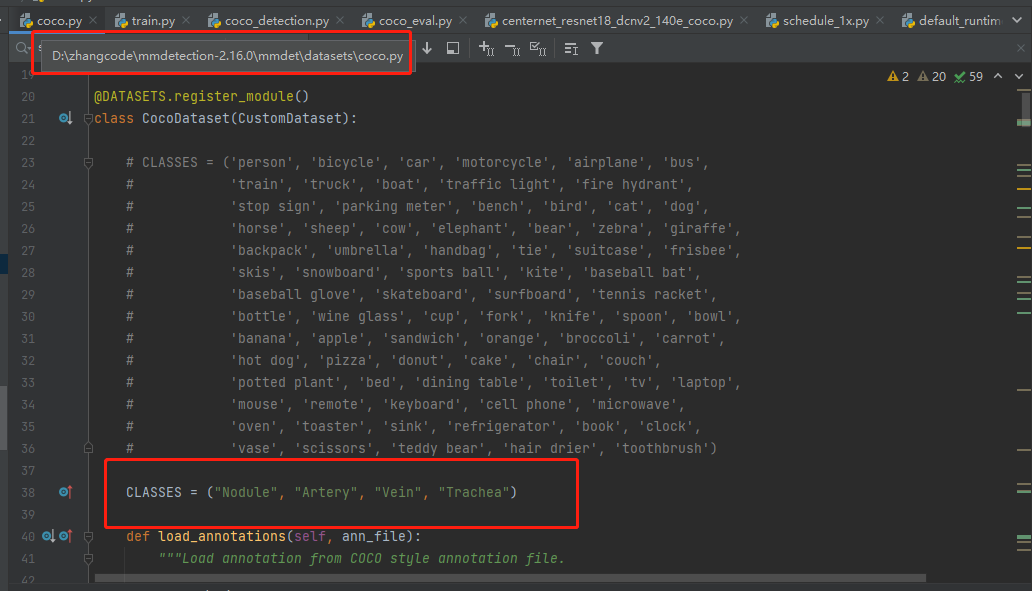 coco.py × train.py × coco_detection.py × coco_eval.py × centernet_resnet18_dcnv2_140e_coco.py × schedule_1x.py × default_runtim
D:\zhangcode\mmdetection-2.16.0\mmdet\datasets\coco.py
2 20 59
19
20 @DATASETS.register_module()
21 class CocoDataset(CustomDataset):
22
23 # CLASSES = ('person', 'bicycle', 'car', 'motorcycle', 'airplane', 'bus',
24 # 'train', 'truck', 'boat', 'traffic light', 'fire hydrant',
25 # 'stop sign', 'parking meter', 'bench', 'bird', 'cat', 'dog',
26 # 'horse', 'sheep', 'cow', 'elephant', 'bear', 'zebra', 'giraffe',
27 # 'backpack', 'umbrella', 'handbag', 'tie', 'suitcase', 'frisbee',
28 # 'skis', 'snowboard', 'sports ball', 'kite', 'baseball bat',
29 # 'baseball glove', 'skateboard', 'surfboard', 'tennis racket',
30 # 'bottle', 'wine glass', 'cup', 'fork', 'knife', 'spoon', 'bowl',
31 # 'banana', 'apple', 'sandwich', 'orange', 'broccoli', 'carrot',
32 # 'hot dog', 'pizza', 'donut', 'cake', 'chair', 'couch',
33 # 'potted plant', 'bed', 'dining table', 'toilet', 'tv', 'laptop',
34 # 'mouse', 'remote', 'keyboard', 'cell phone', 'microwave',
35 # 'oven', 'toaster', 'sink', 'refrigerator', 'book', 'clock',
36 # 'vase', 'scissors', 'teddy bear', 'hair drier', 'toothbrush')
37
38 CLASSES = ("Nodule", "Artery", "Vein", "Trachea")
39
40 def load_annotations(self, ann_file):
41 """Load annotation from COCO style annotation file.
42